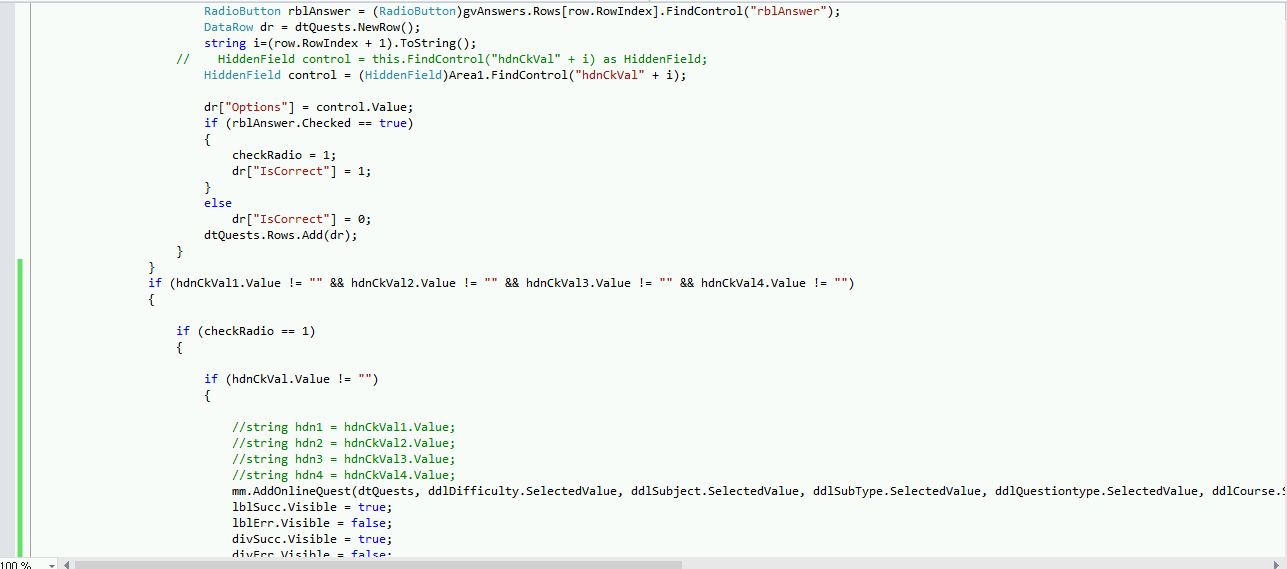 RadioButton rblAnswer = (RadioButton)gvAnswers.Rows[row.RowIndex].FindControl("rblAnswer");
DataRow dr = dtQuests.NewRow();
string i=(row.RowIndex + 1).ToString();
//    HiddenField control = this.FindControl("hdnCkVal" + i) as HiddenField;
HiddenField control = (HiddenField)Area1.FindControl("hdnCkVal" + i);
dr["Options"] = control.Value;
if (rblAnswer.Checked == true)
{
checkRadio = 1;
dr["IsCorrect"] = 1;
}
else
dr["IsCorrect"] = 0;
dtQuests.Rows.Add(dr);
}
}
if (hdnCkVal1.Value != "" && hdnCkVal2.Value != "" && hdnCkVal3.Value != "" && hdnCkVal4.Value != "")
{
if (checkRadio == 1)
{
if (hdnCkVal.Value != "")
{
//string hdn1 = hdnCkVal1.Value;
//string hdn2 = hdnCkVal2.Value;
//string hdn3 = hdnCkVal3.Value;
//string hdn4 = hdnCkVal4.Value;
mm.AddOnlineQuest(dtQuests, ddlDifficulty.SelectedValue, ddlSubject.SelectedValue, ddlSubType.SelectedValue, ddlQuestiontype.SelectedValue, ddlCourse.S
lblSucc.Visible = true;
lblErr.Visible = false;
divSucc.Visible = true;
divErr.Visible = false;
100 %